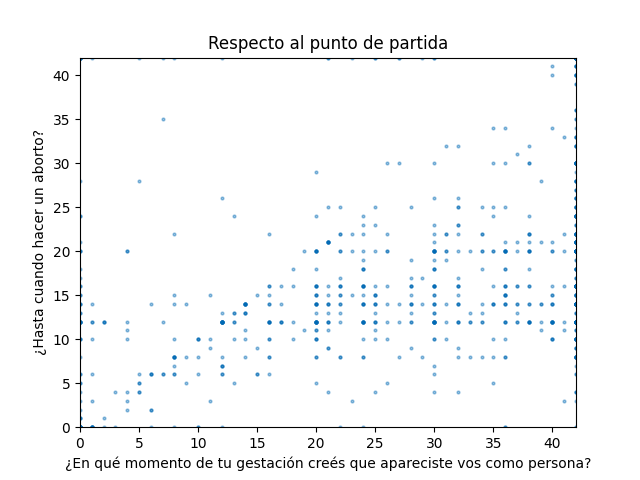 Respecto al punto de partida
40
35
30
25
20
15
10
5
0
¿Hasta cuando hacer un aborto?
0 5 10 15 20 25 30 35 40
¿En qué momento de tu gestación creés que apareciste vos como persona?